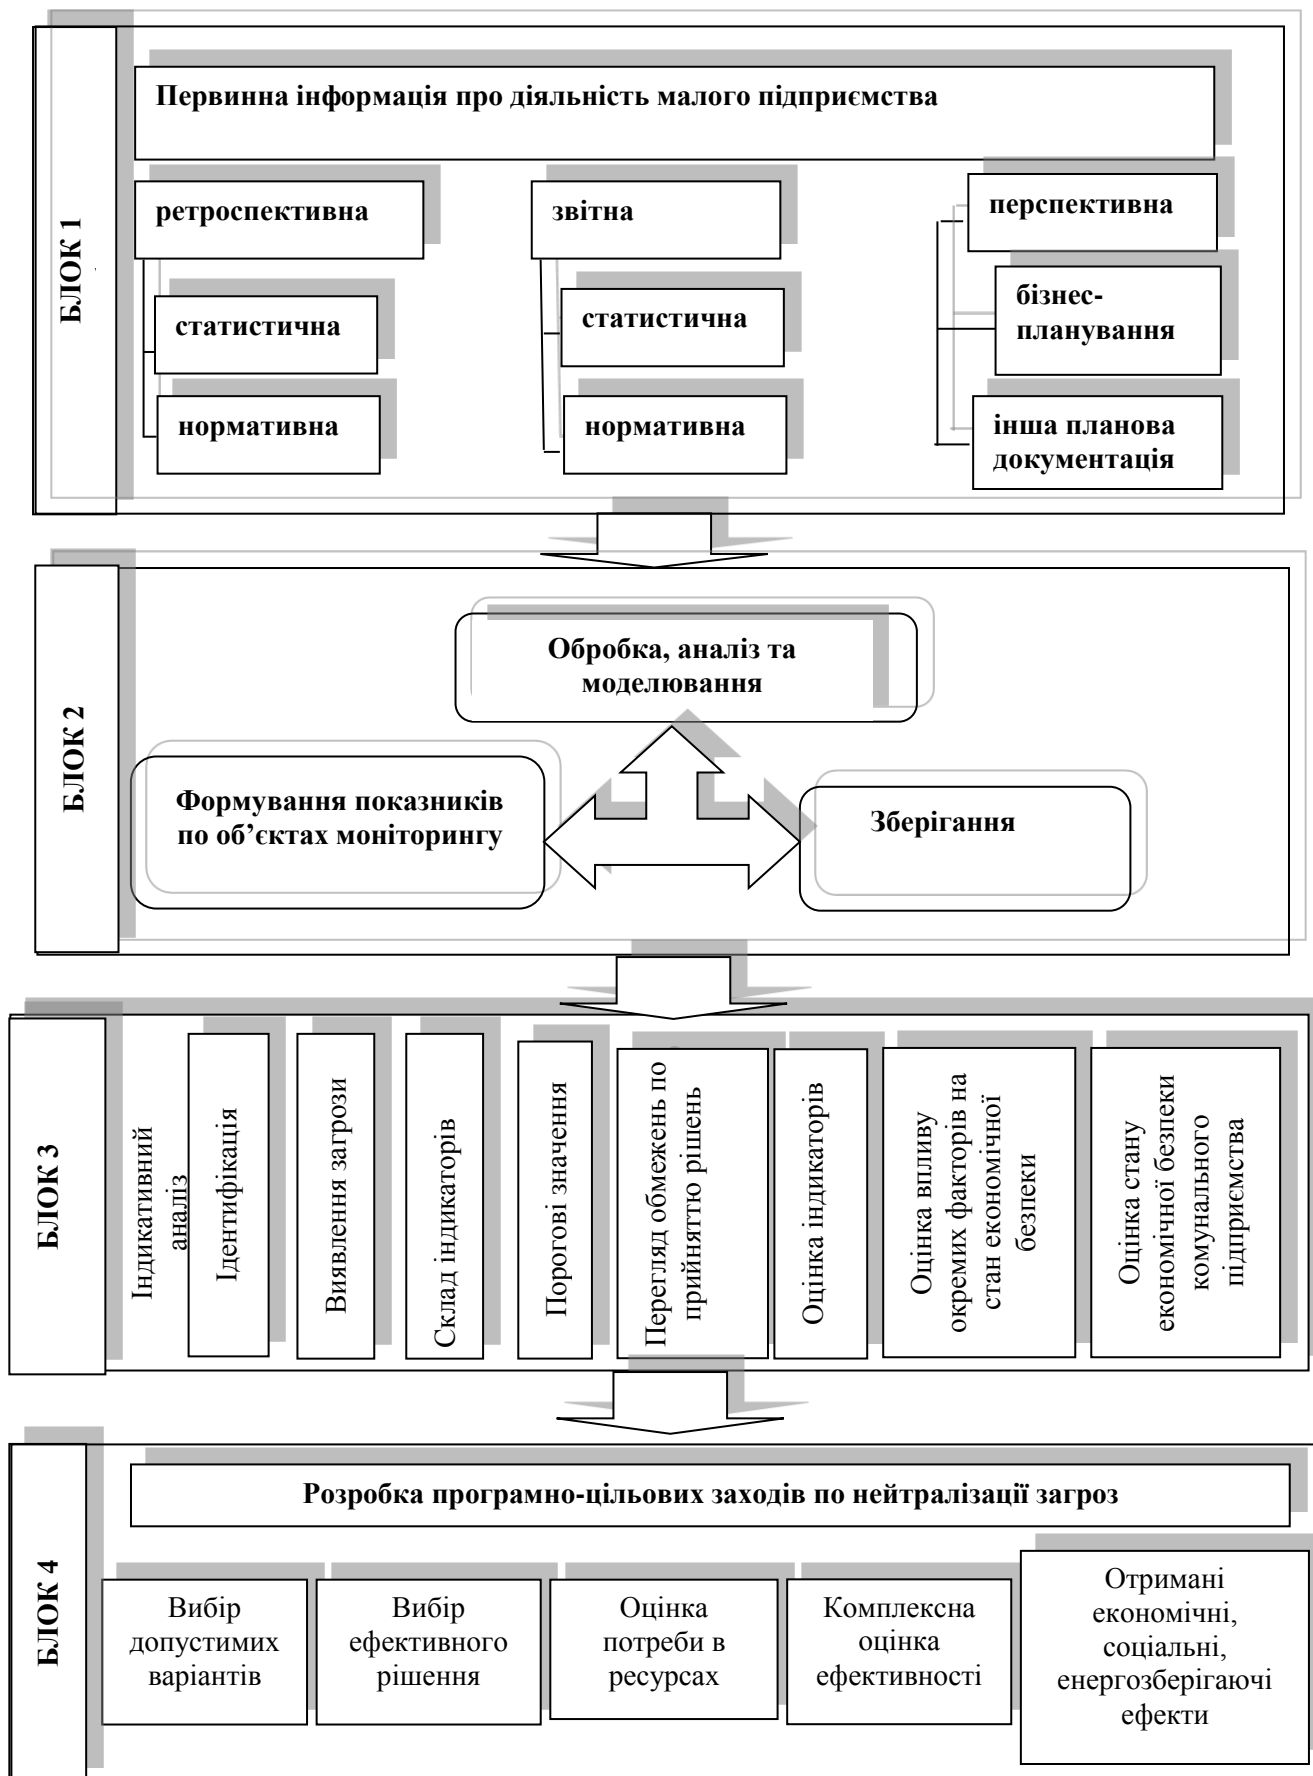 БЛОК 1
Первинна інформація про діяльність малого підприємства
ретроспективна
статистична
нормативна
звітна
статистична
нормативна
перспективна
бізнес-
планування
інша планова
документація
БЛОК 2
Обробка, аналіз та
моделювання
Формування показників
по об’єктах моніторингу
Зберігання
БЛОК 3
Індикативний
аналіз
Ідентифікація
Виявлення загрози
Склад індикаторів
Порогові значення
Перегляд обмежень по
прийняттю рішень
Оцінка індикаторів
Оцінка впливу
окремих факторів на
стан економічної
безпеки
Оцінка стану
економічної безпеки
комунального
підприємства
БЛОК 4
Розробка програмно-цільових заходів по нейтралізації загроз
Вибір
допустимих
варіантів
Вибір
ефективного
рішення
Оцінка
потреби в
ресурсах
Комплексна
оцінка
ефективності
Отримані
економічні,
соціальні,
енергозберігаючі
ефекти